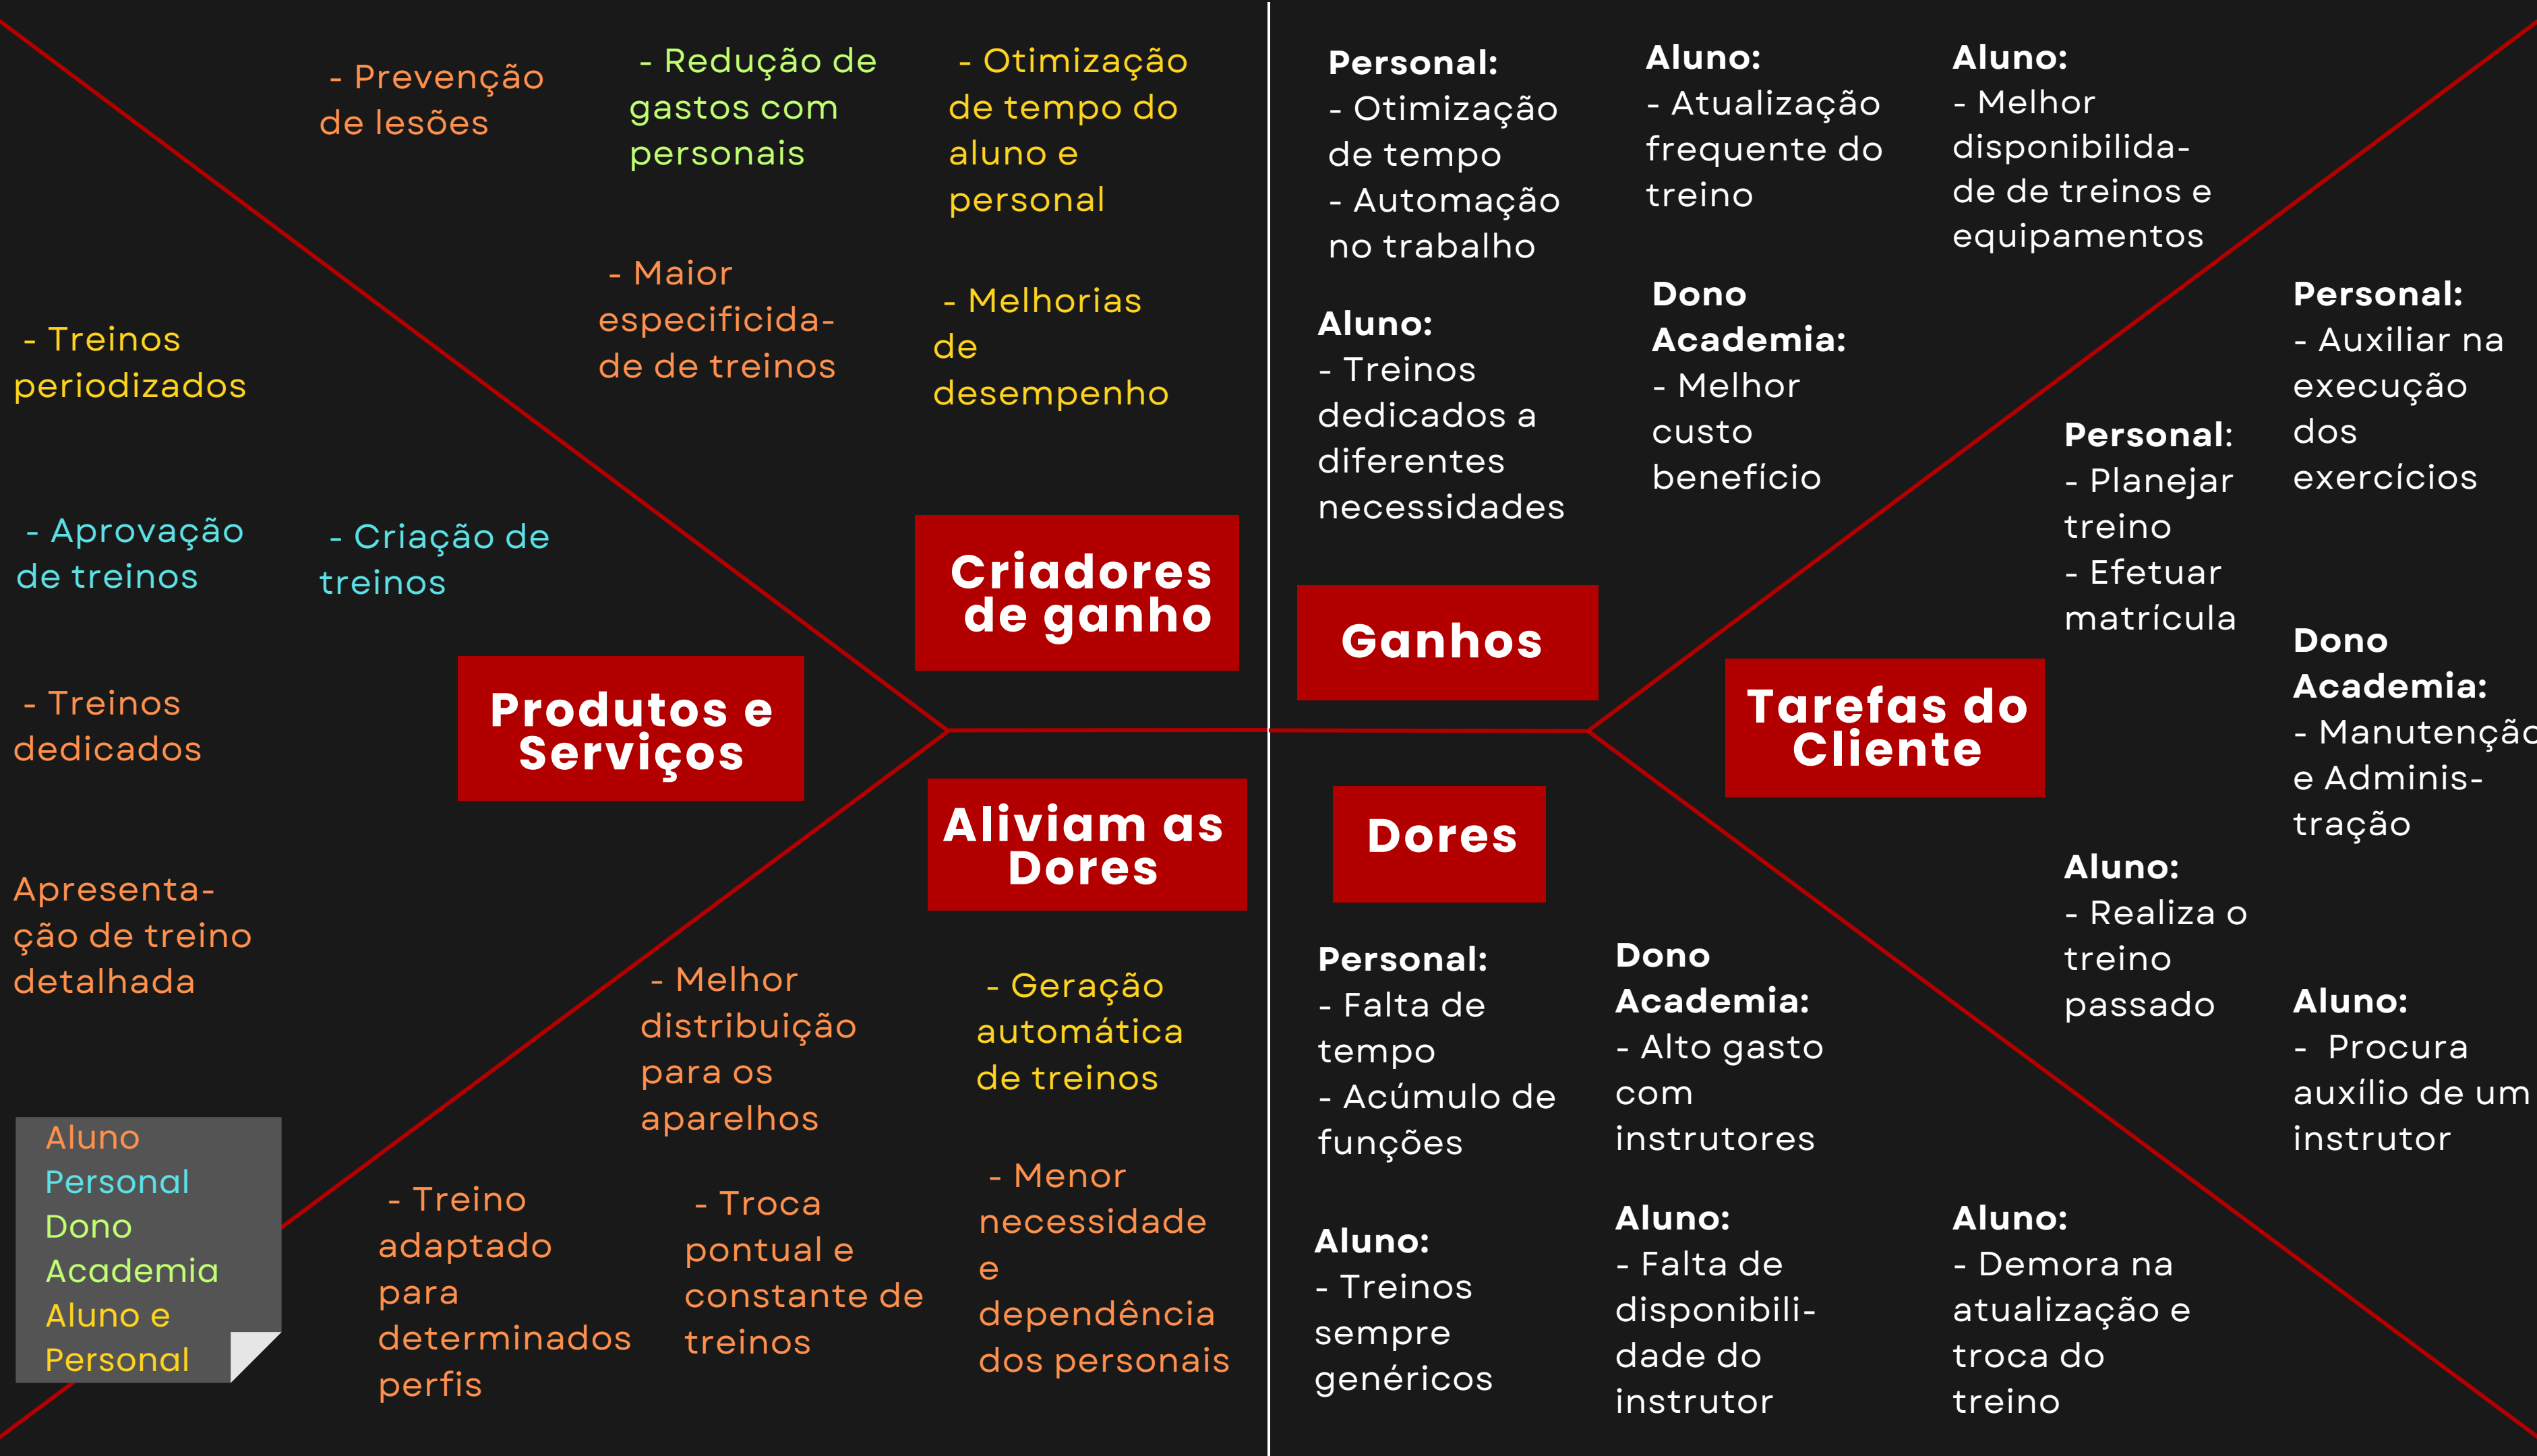 - Prevenção
de lesões
- Redução de
gastos com
personais
- Otimização
de tempo do
aluno e
personal
- Maior
especificida-
de de treinos
- Melhorias
de
desempenho
Criadores
de ganho
- Treinos
periodizados
- Aprovação
de treinos
- Criação de
treinos
- Treinos
dedicados
Apresenta-
ção de treino
detalhada
Produtos e
Serviços
Aliviam as
Dores
- Melhor
distribuição
para os
aparelhos
- Geração
automática
de treinos
- Treino
adaptado
para
determinados
perfis
- Troca
pontual e
constante de
treinos
- Menor
necessidade
e
dependência
dos personais
Aluno
Personal
Dono
Academia
Aluno e
Personal
Personal:
- Otimização
de tempo
- Automação
no trabalho
Aluno:
- Atualização
frequente do
treino
Aluno:
- Melhor
disponibilida-
de de treinos e
equipamentos
Aluno:
- Treinos
dedicados a
diferentes
necessidades
Dono
Academia:
- Melhor
custo
benefício
Ganhos
Personal:
- Auxiliar na
execução
dos
exercícios
Personal:
- Planejar
treino
- Efetuar
matrícula
Dono
Academia:
- Manutenção
e Adminis-
tração
Tarefas do
Cliente
Aluno:
- Realiza o
treino
passado
Aluno:
- Procura
auxílio de um
instrutor
Dores
Personal:
- Falta de
tempo
- Acúmulo de
funções
Dono
Academia:
- Alto gasto
com
instrutores
Aluno:
- Treinos
sempre
genéricos
Aluno:
- Falta de
disponibili-
dade do
instrutor
Aluno:
- Demora na
atualização e
troca do
treino